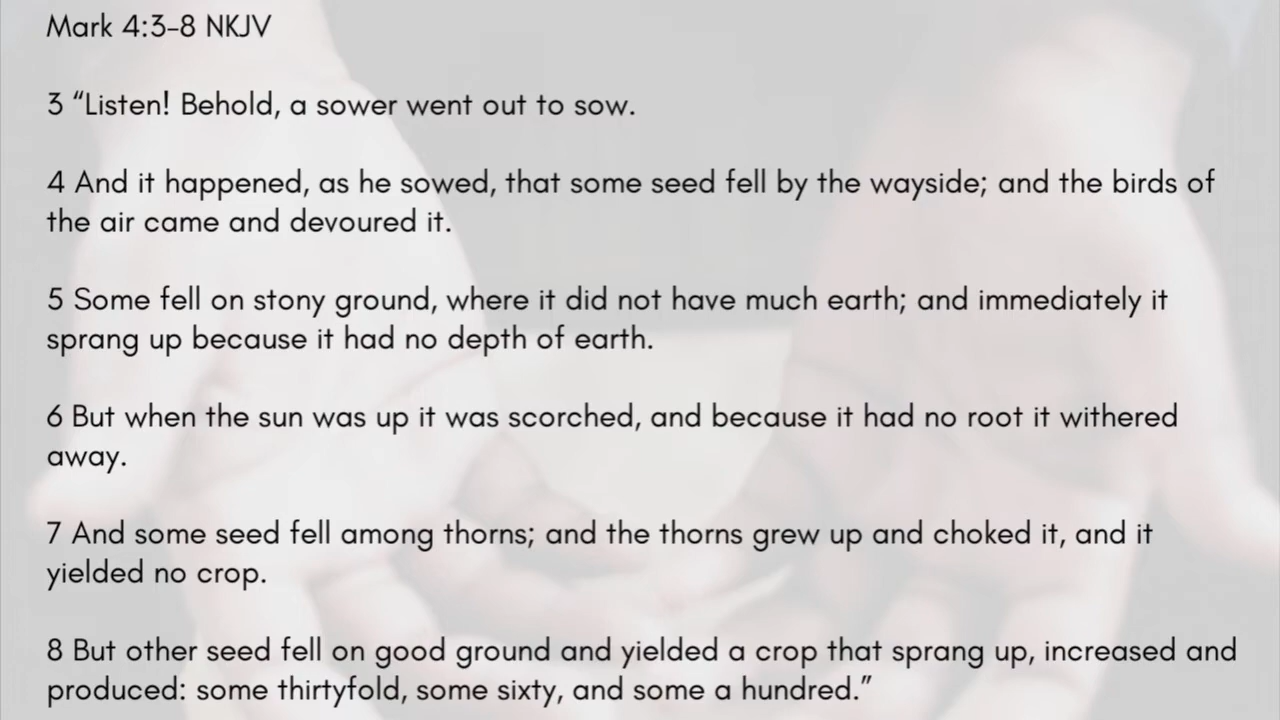 Mark 4:3-8 NKJV
3 “Listen! Behold, a sower went out to sow.
4 And it happened, as he sowed, that some seed fell by the wayside; and the birds of
the air came and devoured it.
5 Some fell on stony ground, where it did not have much earth; and immediately it
sprang up because it had no depth of earth.
6 But when the sun was up it was scorched, and because it had no root it withered
away.
7 And some seed fell among thorns; and the thorns grew up and choked it, and it
yielded no crop.
8 But other seed fell on good ground and yielded a crop that sprang up, increased and
produced: some thirtyfold, some sixty, and some a hundred.”